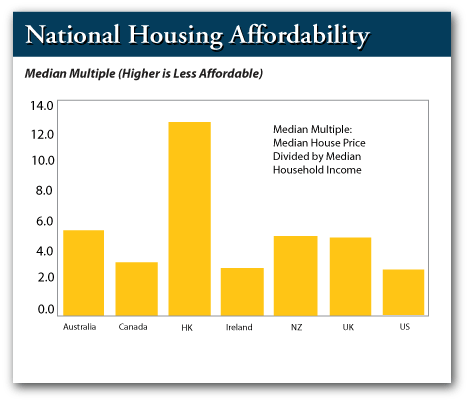 National Housing Affordability
Median Multiple (Higher is Less Affordable)
14.0
12.0
10.0
8.0
6.0
4.0
2.0
0.0
Median Multiple:
Median House Price
Divided by Median
Household Income
Australia
Canada
HK
Ireland
NZ
UK
US